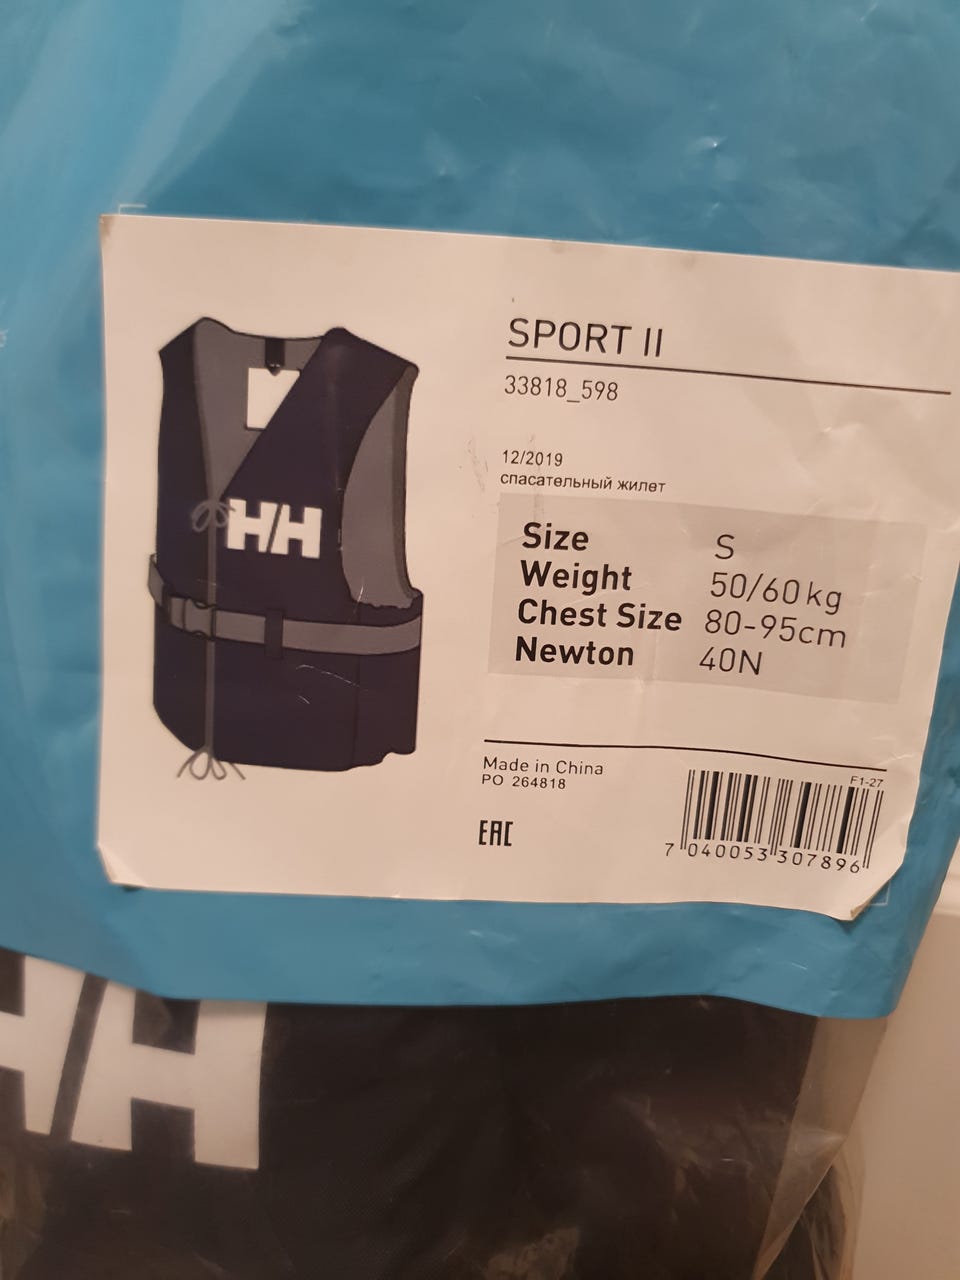 HH
SPORT II
33818_598
12/2019
спасательный жилет
Size S
Weight 50/60 kg
Chest Size 80-95cm
Newton 40N
Made in China
PO 264818
F1-27
EAC
7 040053 307896
HH